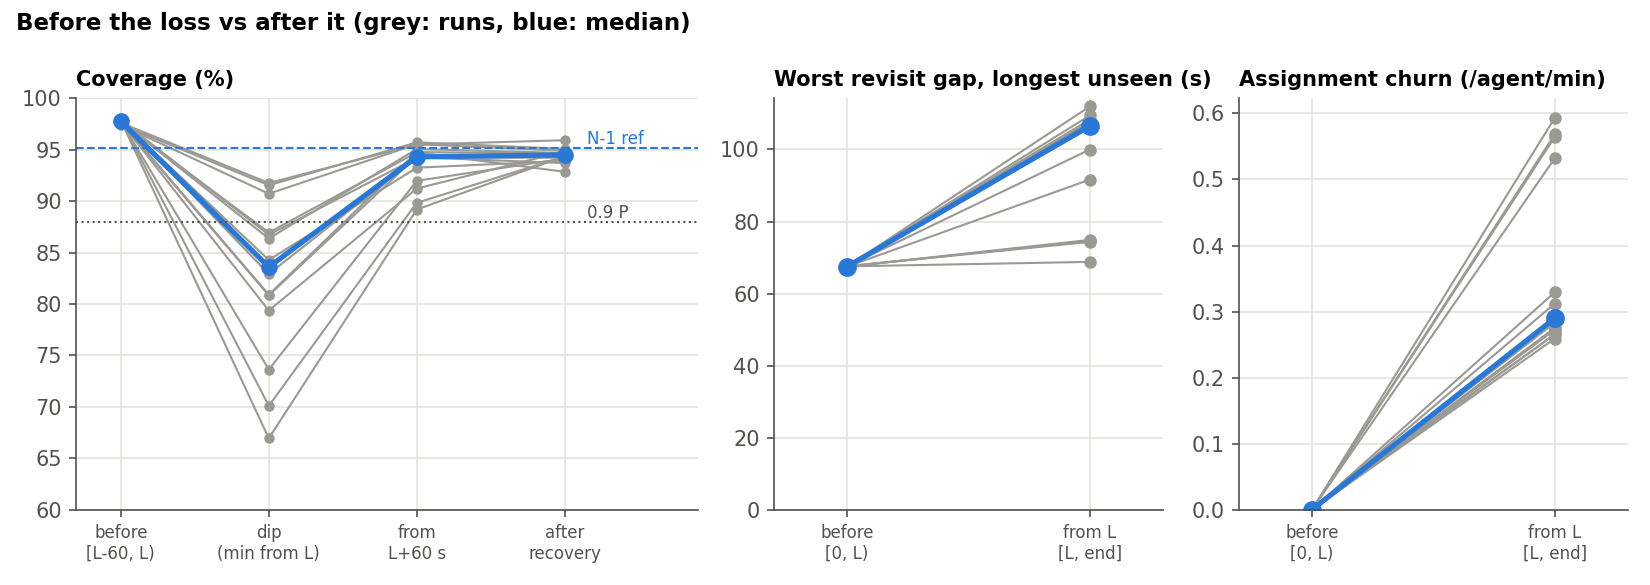 Before the loss vs after it (grey: runs, blue: median)
Coverage (%)
100
95
90
85
80
75
70
65
60
N-1 ref
0.9 P
before
[L-60, L)
dip
(min from L)
from
L+60 s
after
recovery
Worst revisit gap, longest unseen (s)
100
80
60
40
20
0
before
[0, L)
from L
[L, end]
Assignment churn (/agent/min)
0.6
0.5
0.4
0.3
0.2
0.1
0.0
before
[0, L)
from L
[L, end]